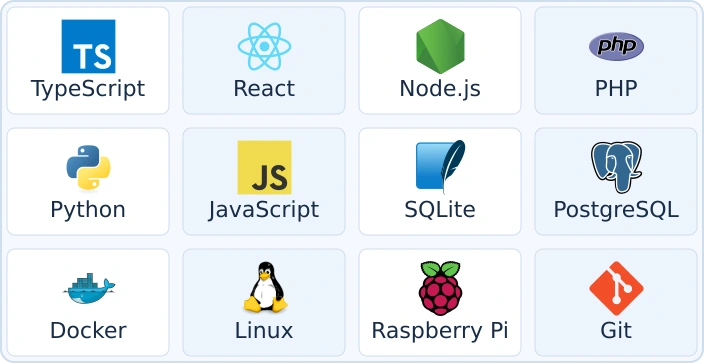 TS
TypeScript
React
Node.js
php
PHP
Python
JS
JavaScript
SQLite
PostgreSQL
Docker
Linux
Raspberry Pi
Git